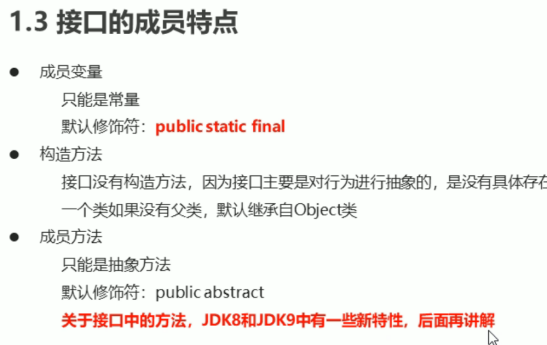 1.3 接口的成员特点
● 成员变量
只能是常量
默认修饰符：public static final
● 构造方法
接口没有构造方法，因为接口主要是对行为进行抽象的，是没有具体存在
一个类如果没有父类，默认继承自Object类
● 成员方法
只能是抽象方法
默认修饰符：public abstract
关于接口中的方法，JDK8和JDK9中有一些新特性，后面再讲解